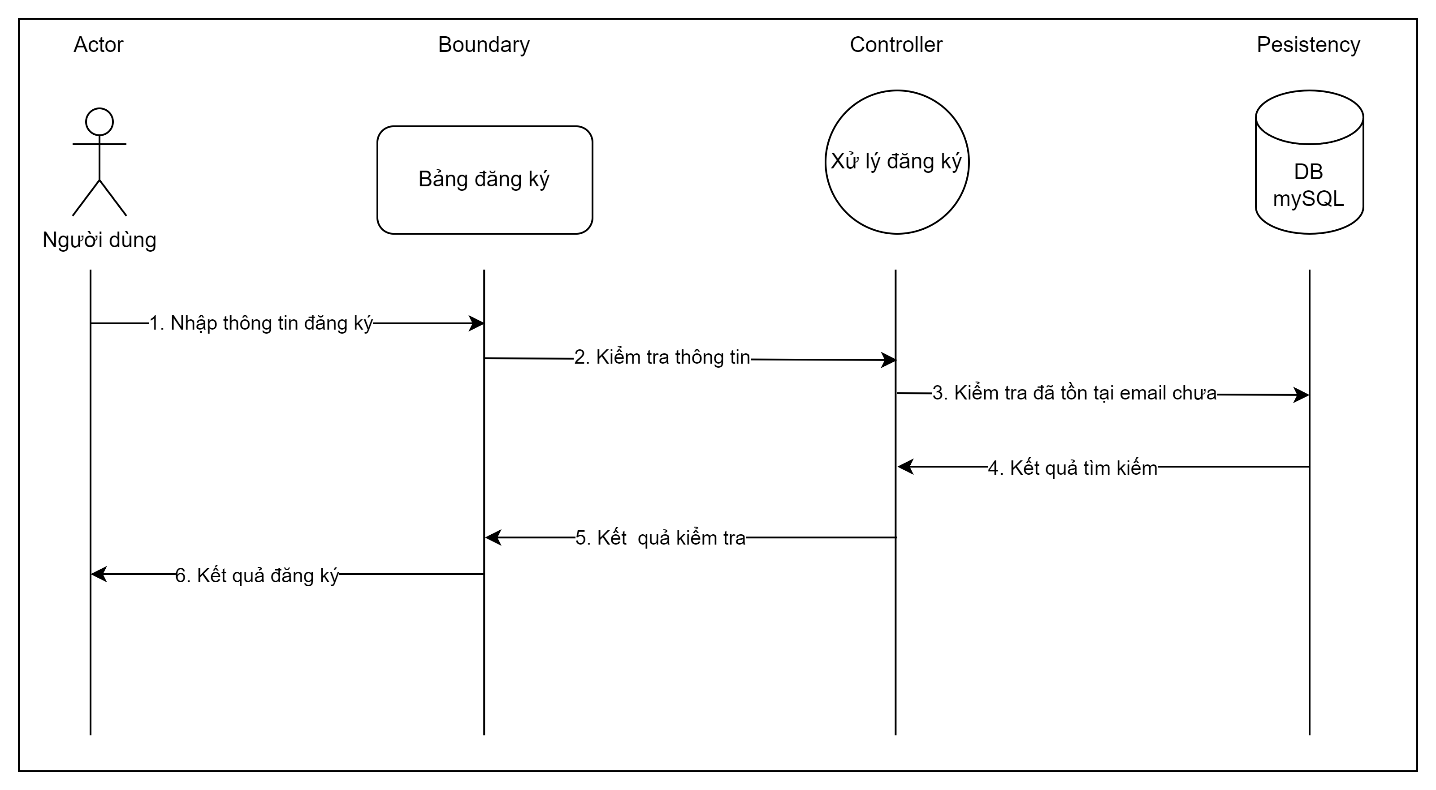 Actor
Boundary
Controller
Pesistency
Người dùng
Bảng đăng ký
Xử lý đăng ký
DB
mySQL
1. Nhập thông tin đăng ký
2. Kiểm tra thông tin
3. Kiểm tra đã tồn tại email chưa
4. Kết quả tìm kiếm
5. Kết  quả kiểm tra
6. Kết quả đăng ký